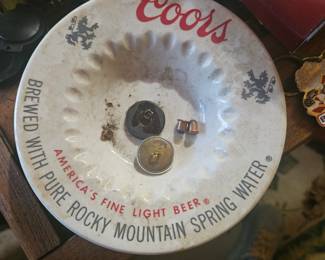 Coors
AMERICA'S FINE LIGHT BEER®
BREWED WITH PURE ROCKY MOUNTAIN SPRING WATER®